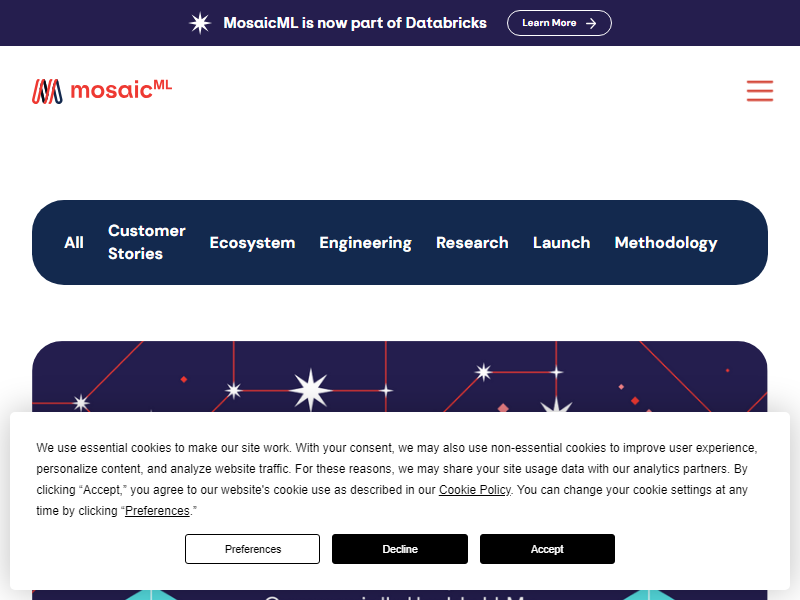 MosaicML is now part of Databricks
Learn More
mosaicML
All
Customer
Stories
Ecosystem
Engineering
Research
Launch
Methodology
We use essential cookies to make our site work. With your consent, we may also use non-essential cookies to improve user experience,
personalize content, and analyze website traffic. For these reasons, we may share your site usage data with our analytics partners. By
clicking “Accept,” you agree to our website's cookie use as described in our Cookie Policy. You can change your cookie settings at any
time by clicking “Preferences.”
Preferences
Decline
Accept